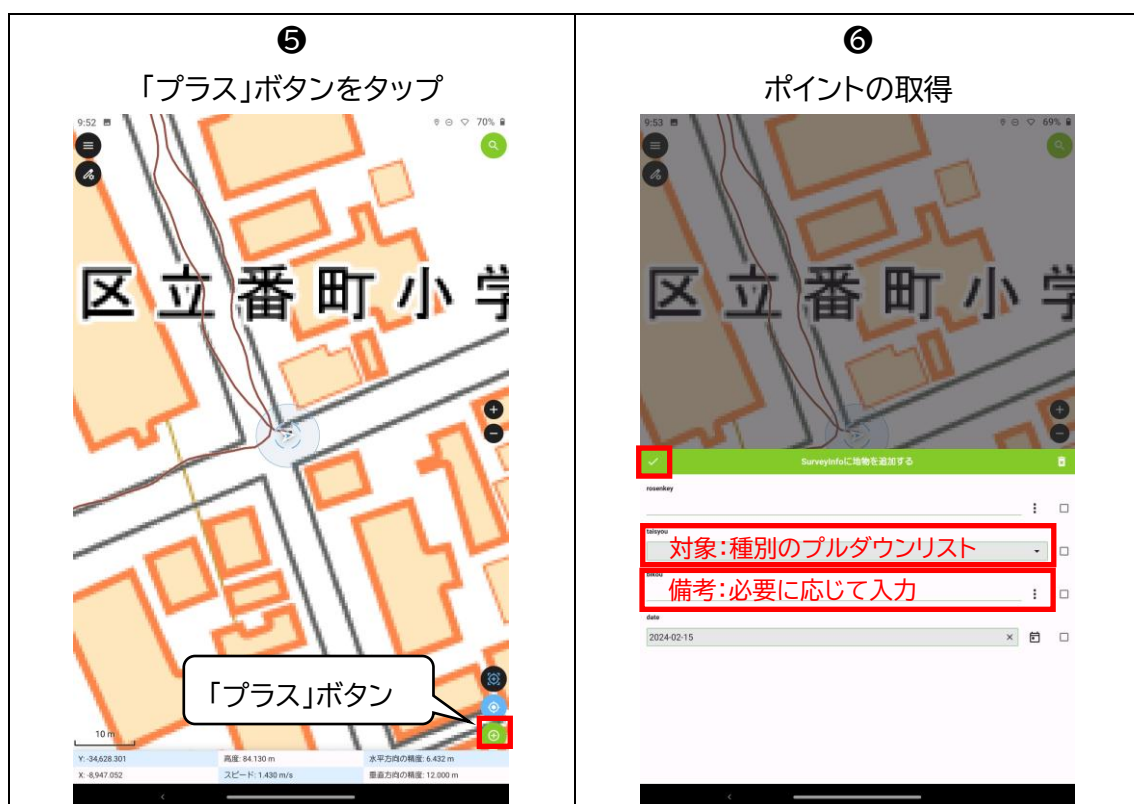 ❺
「プラス」ボタンをタップ
9:52
70%
区立番町小学
「プラス」ボタン
10 m
Y: -34,628.301
高度: 84.130 m
水平方向の精度: 6.432 m
X: -8,947.052
スピード: 1.430 m/s
垂直方向の精度: 12.000 m
❻
ポイントの取得
9:53
69%
区立番町小学
SurveyInfoに地物を追加する
rosenkey
taisyou
対象:種別のプルダウンリスト
bikou
備考:必要に応じて入力
date
2024-02-15